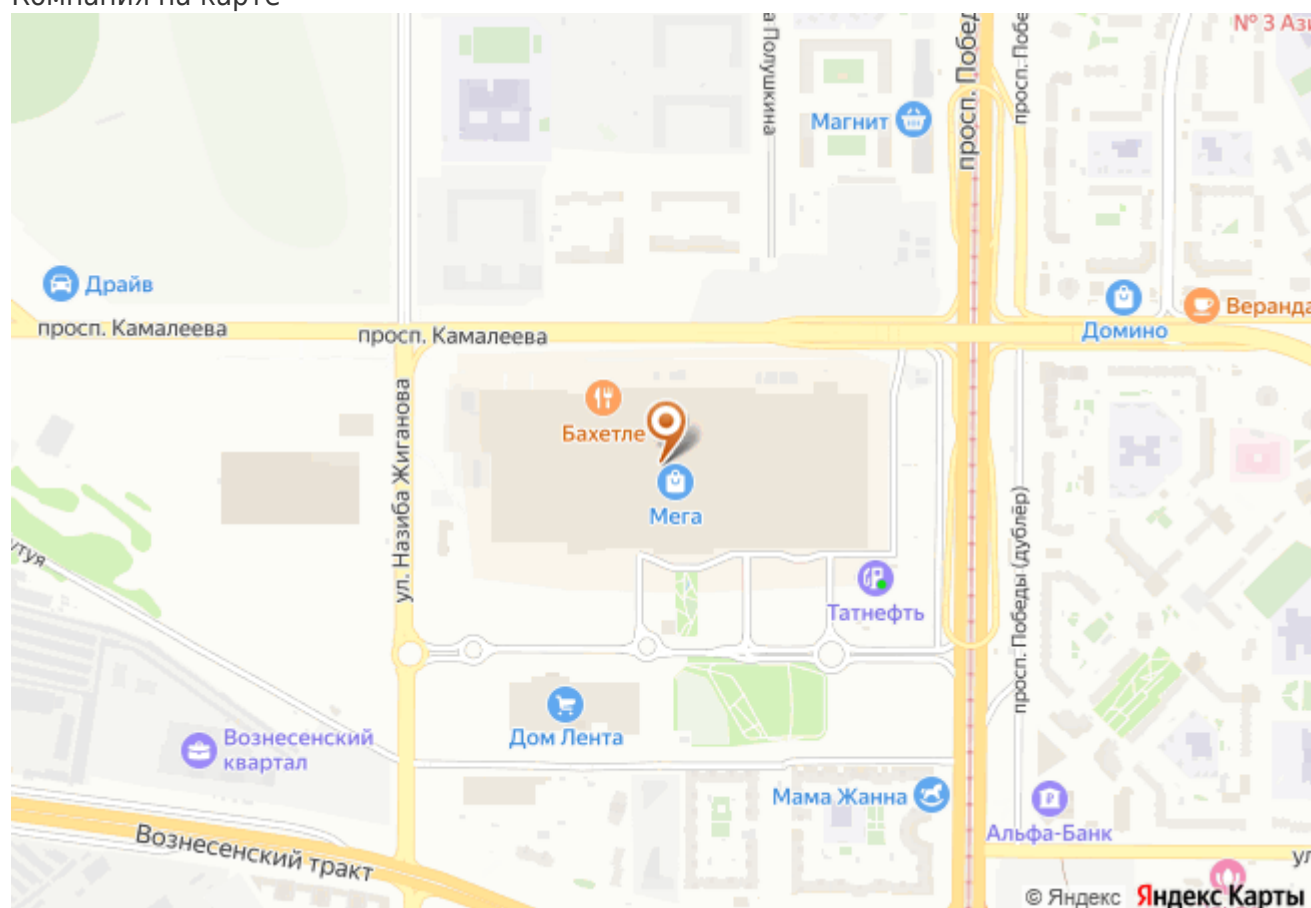 Компания на карте
№ 3 Ази
а Полушкина
просп. Побед
просп. Побе
Магнит
Драйв
просп. Камалеева
просп. Камалеева
Домино
Веранда
ул. Назиба Жиганова
Бахетле
Мега
утуя
Татнефть
просп. Победы (дублёр)
Дом Лента
Вознесенский
квартал
Мама Жанна
Альфа-Банк
Вознесенский тракт
ул
© Яндекс Яндекс Карты